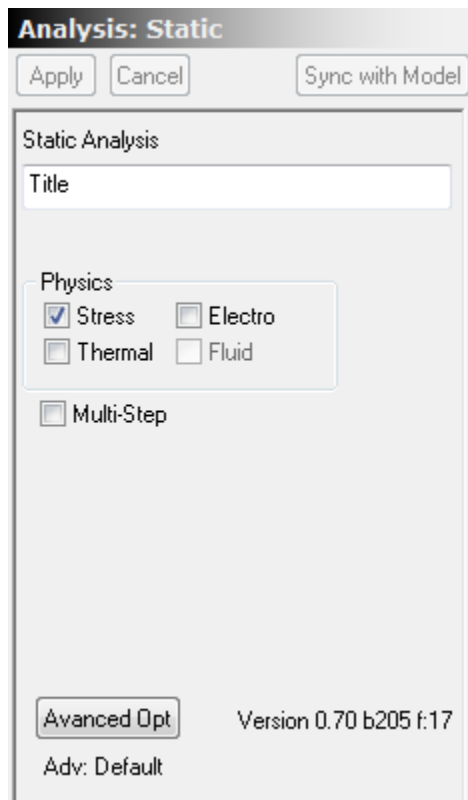 Analysis: Static
Apply Cancel Sync with Model
Static Analysis
Title
Physics
Stress Electro
Thermal Fluid
Multi-Step
Avanced Opt Version 0.70 b205 f:17
Adv: Default